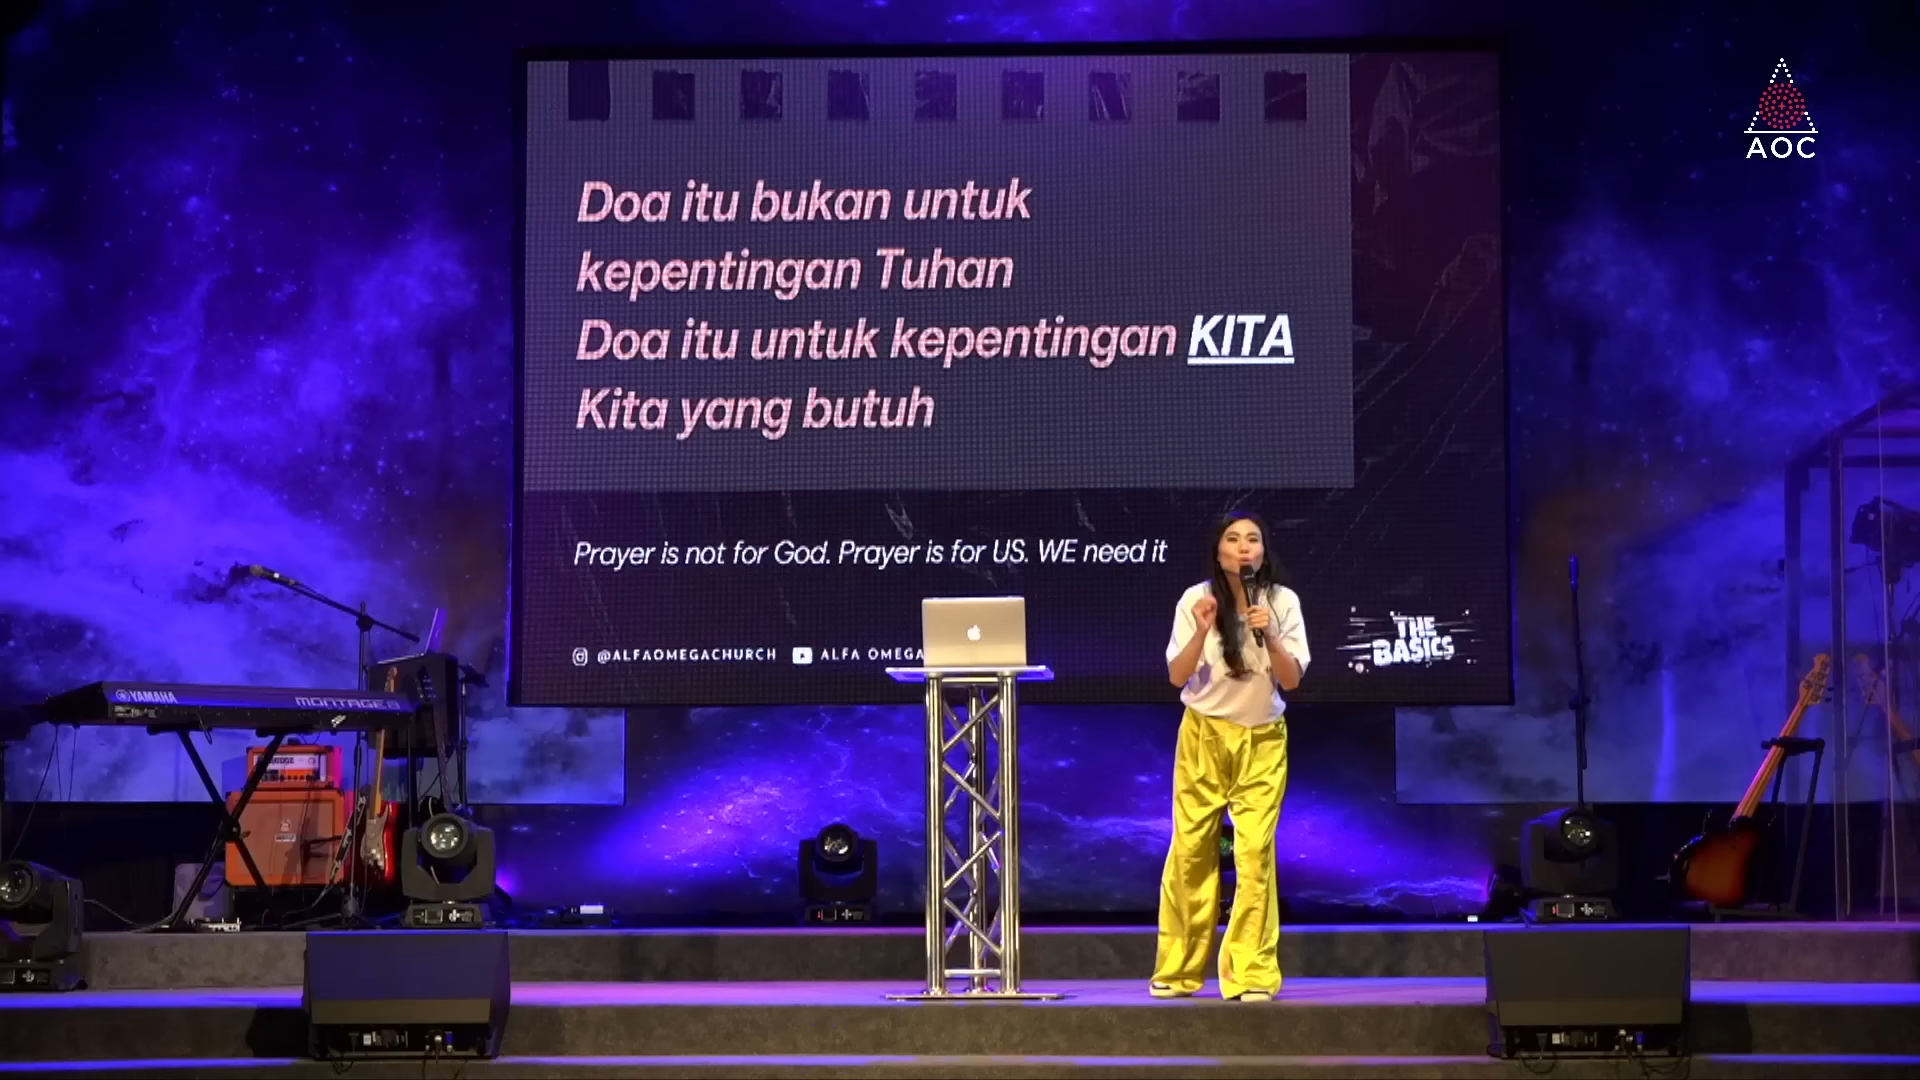 AOC
Doa itu bukan untuk
kepentingan Tuhan
Doa itu untuk kepentingan KITA
Kita yang butuh
Prayer is not for God. Prayer is for US. WE need it
@ALFAOMEGACHURCH ALFA OMEGA
THE
BASICS
YAMAHA MONTAGE8